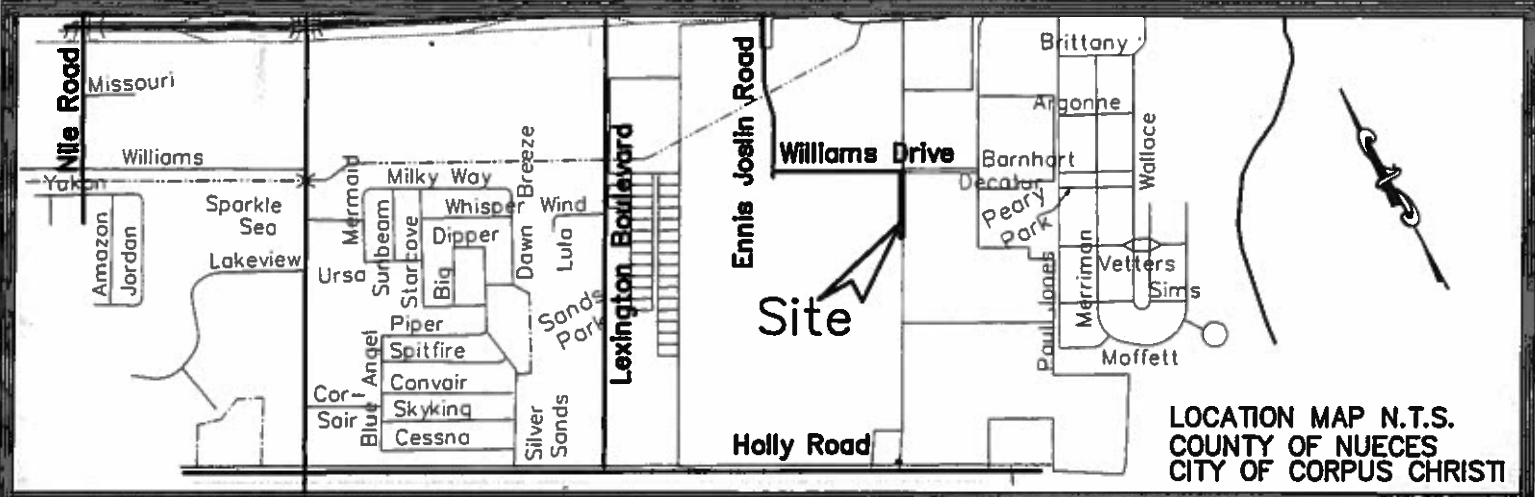 Nile Road
Missouri
Williams
Yukon
Amazon
Jordan
Sparkle
Sea
Lakeview
Mermaid
Milky Way
Sunbeam
Starcove
Whisper Wind
Big
Dipper
Dawn Breeze
Lula
Ursa
Sands
Park
Piper
Spitfire
Convair
Skyking
Cessna
Blue Angel
Cor-
Sair
Silver
Sands
Lexington Boulevard
Ennis Joslin Road
Williams Drive
Site
Holly Road
Brittany
Argonne
Wallace
Barnhart
Decatur
Peary
Park
Paul Jones
Merriman
Vetters
Sims
Moffett
N
LOCATION MAP N.T.S.
COUNTY OF NUECES
CITY OF CORPUS CHRISTI